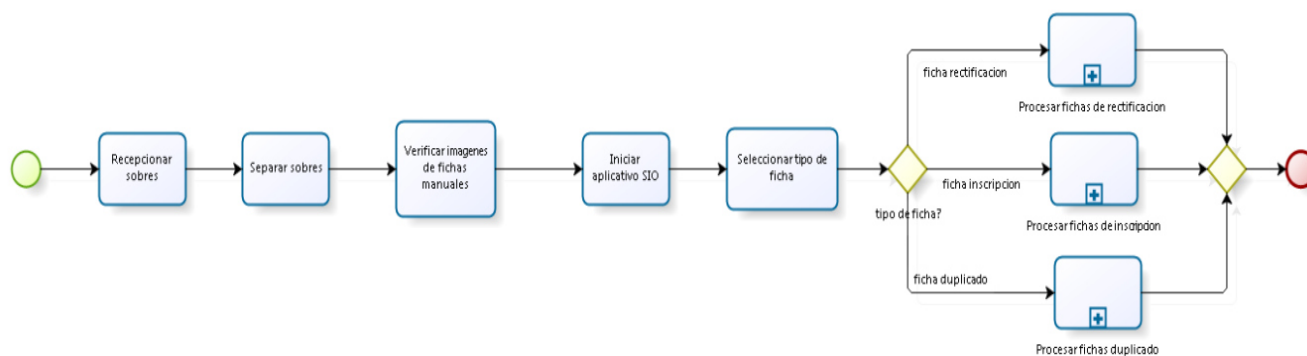 Recepcionar
sobres
Separar sobres
Verificar imagenes
de fichas
manuales
Iniciar
aplicativo SIO
Seleccionar tipo de
ficha
tipo de ficha?
ficha rectificacion
Procesar fichas de rectificacion
ficha inscripcion
Procesar fichas de inscripcion
ficha duplicado
Procesar fichas duplicado